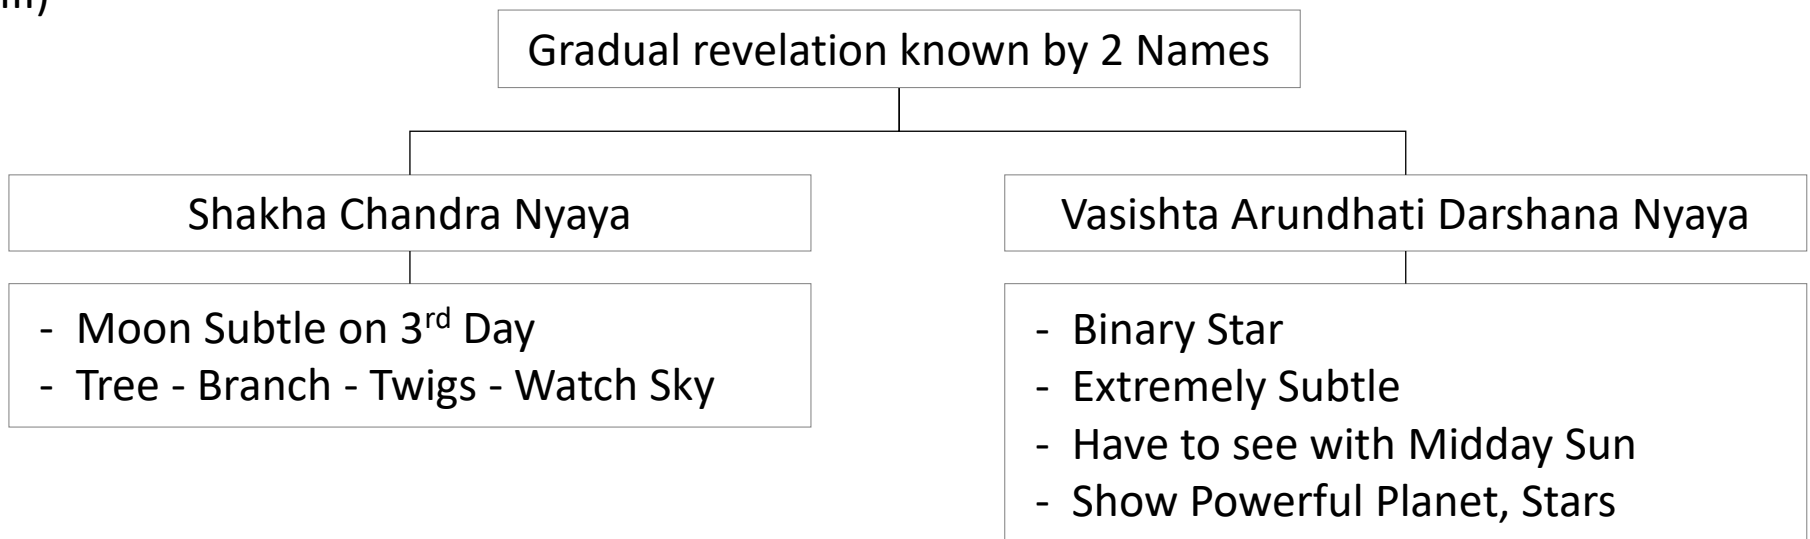 Gradual revelation known by 2 Names
Shakha Chandra Nyaya
- Moon Subtle on 3rd Day
- Tree - Branch - Twigs - Watch Sky
Vasishta Arundhati Darshana Nyaya
- Binary Star
- Extremely Subtle
- Have to see with Midday Sun
- Show Powerful Planet, Stars